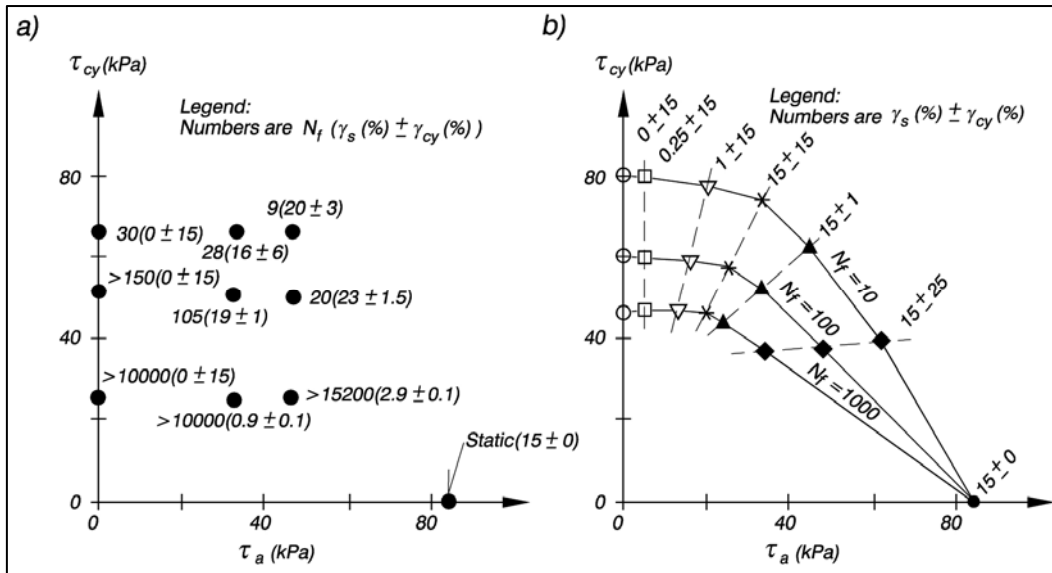 a)
τcy (kPa)
Legend:
Numbers are Nf (γs (%) ± γcy (%) )
80
9(20 ± 3)
30(0 ± 15)
28(16 ± 6)
>150(0 ± 15)
105(19 ± 1)
20(23 ± 1.5)
40
>10000(0 ± 15)
>15200(2.9 ± 0.1)
>10000(0.9 ± 0.1)
Static(15 ± 0)
0
0
40
80
τa (kPa)
b)
τcy (kPa)
Legend:
Numbers are γs (%) ± γcy (%)
0 ± 15
0.25 ± 15
1 ± 15
15 ± 15
15 ± 1
15 ± 25
15 ± 0
80
40
0
Nf = 10
Nf = 100
Nf = 1000
0
40
80
τa (kPa)